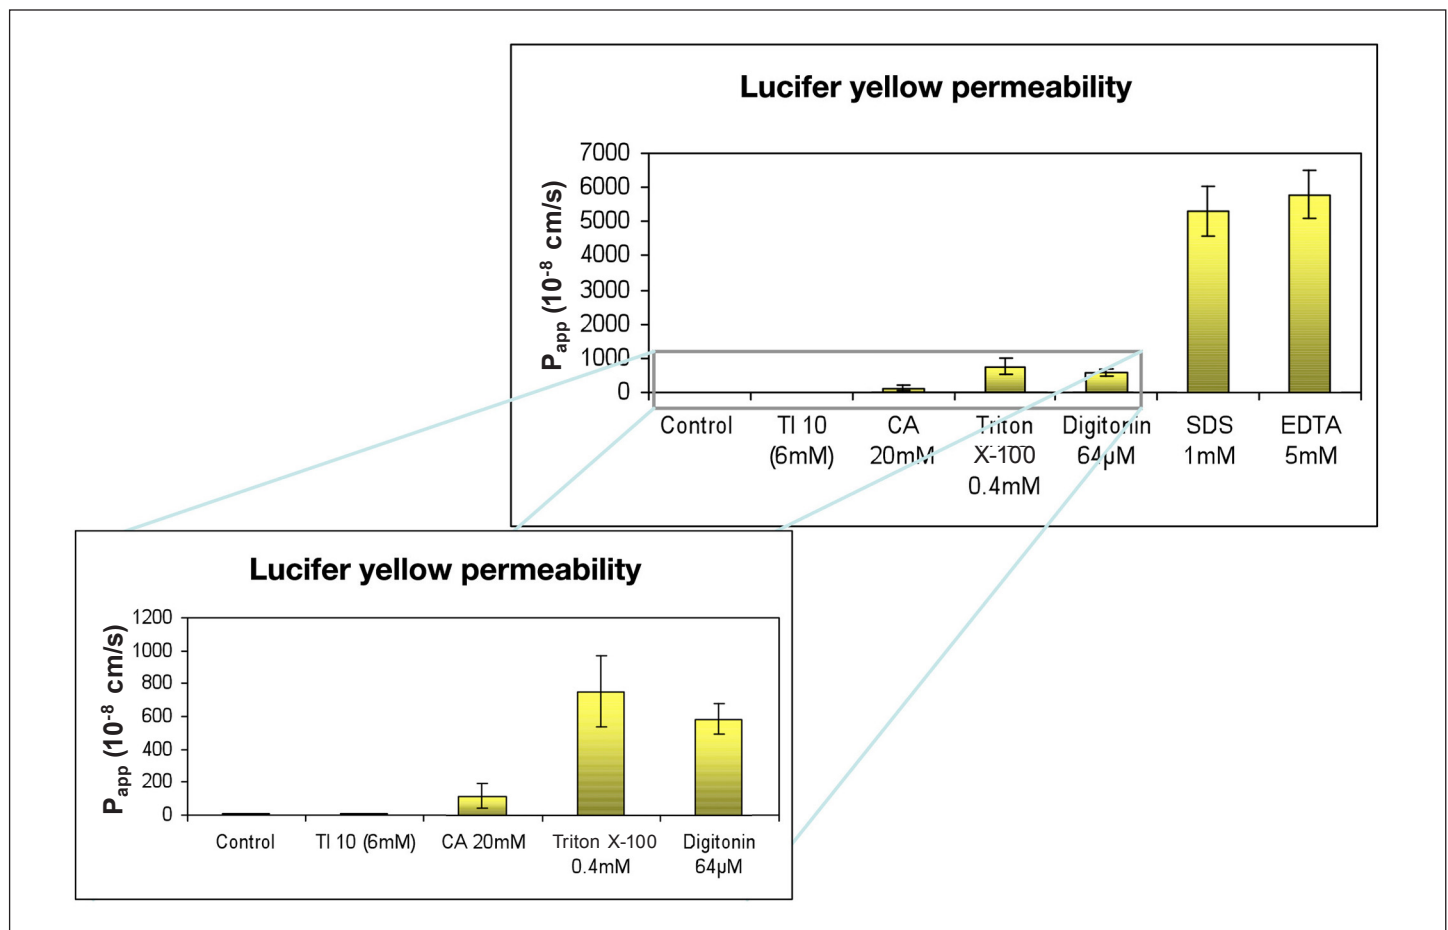 Lucifer yellow permeability
P_app (10^-8 cm/s)
7000
6000
5000
4000
3000
2000
1000
0
Control TI 10 CA Triton Digitonin SDS EDTA
(6mM) 20mM X-100 64µM 1mM 5mM
0.4mM
Lucifer yellow permeability
P_app (10^-8 cm/s)
1200
1000
800
600
400
200
0
Control TI 10 (6mM) CA 20mM Triton X-100 Digitonin
0.4mM 64µM